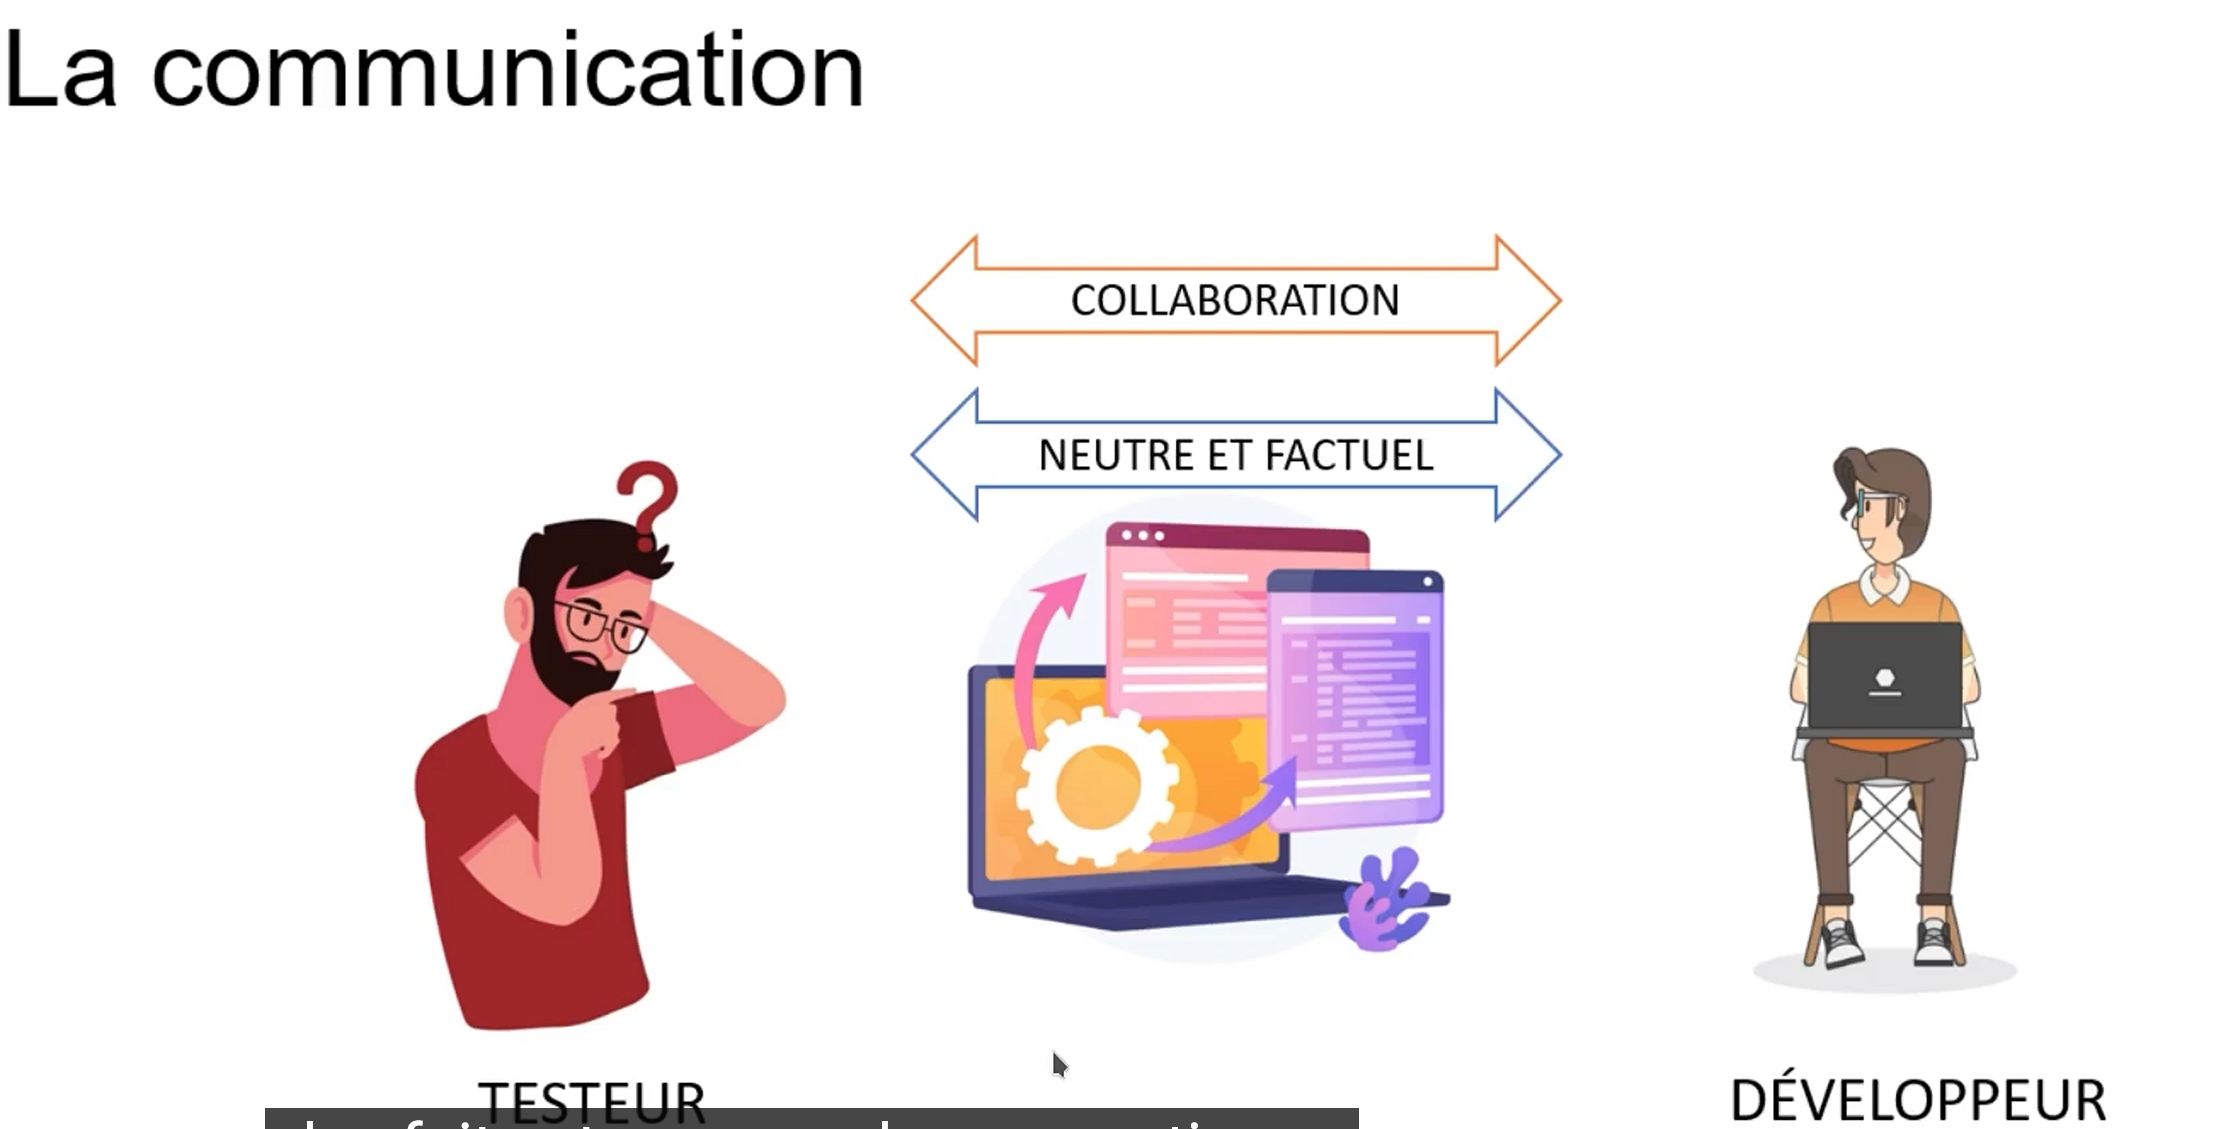 La communication
COLLABORATION
NEUTRE ET FACTUEL
TESTEUR
DÉVELOPPEUR